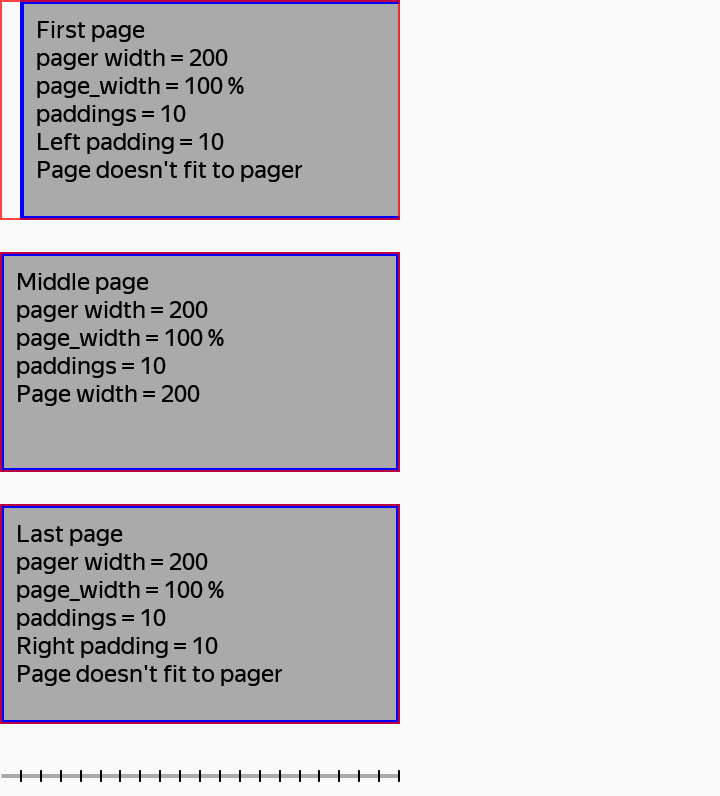 First page
pager width = 200
page_width = 100 %
paddings = 10
Left padding = 10
Page doesn't fit to pager
Middle page
pager width = 200
page_width = 100 %
paddings = 10
Page width = 200
Last page
pager width = 200
page_width = 100 %
paddings = 10
Right padding = 10
Page doesn't fit to pager